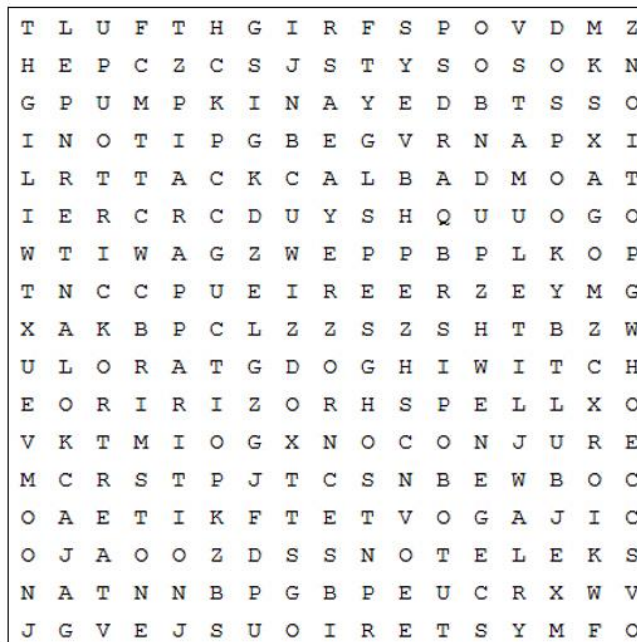 T L U F T H G I R F S P O V D M Z
H E P C Z C S J S T Y S O S O K N
G P U M P K I N A Y E D B T S S O
I N O T I P G B E G V R N A P X I
L R T T A C K C A L B A D M O A T
I E R C R C D U Y S H Q U U O G O
W T I W A G Z W E P P B P L K O P
T N C C P U E I R E E R Z E Y M G
X A K B P C L Z Z S Z S H T B Z W
U L O R A T G D O G H I W I T C H
E O R I R I Z O R H S P E L L X O
V K T M I O G X N O C O N J U R E
M C R S T P J T C S N B E W B O C
O A E T I K F T E T V O G A J I C
O J A O O Z D S S N O T E L E K S
N A T N N B P G B P E U C R X W V
J G V E J S U O I R E T S Y M F O